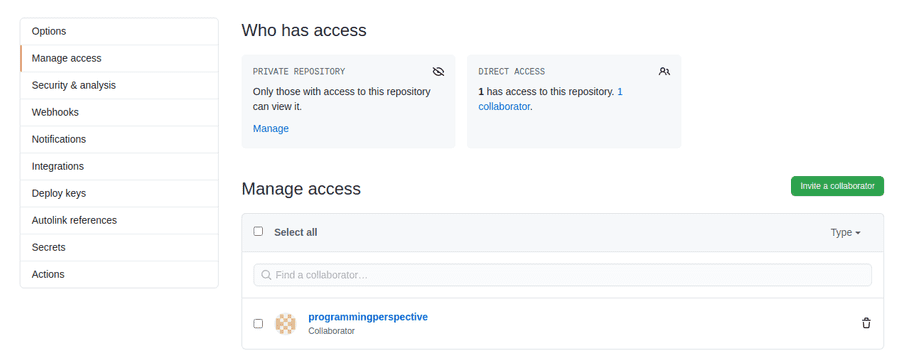 Options
Manage access
Security & analysis
Webhooks
Notifications
Integrations
Deploy keys
Autolink references
Secrets
Actions
Who has access
PRIVATE REPOSITORY
Only those with access to this repository
can view it.
Manage
DIRECT ACCESS
1 has access to this repository. 1
collaborator.
Manage access
Invite a collaborator
Select all
Type
Find a collaborator…
programmingperspective
Collaborator